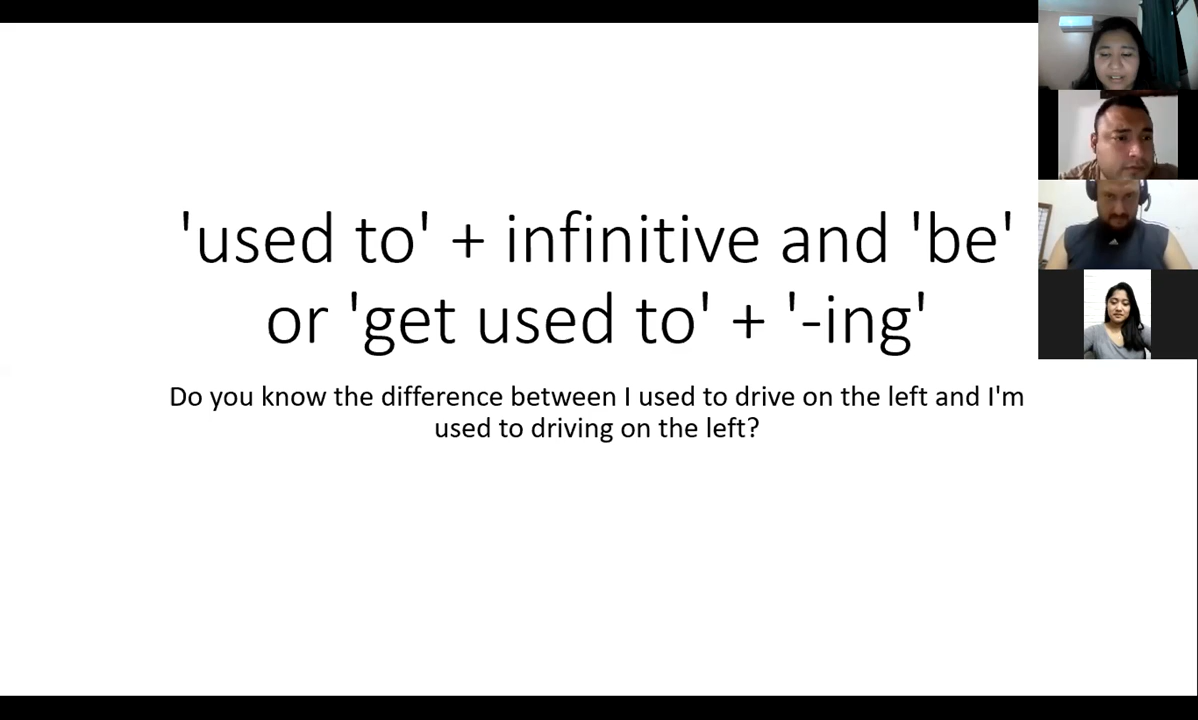 'used to' + infinitive and 'be'
or 'get used to' + '-ing'
Do you know the difference between I used to drive on the left and I'm
used to driving on the left?